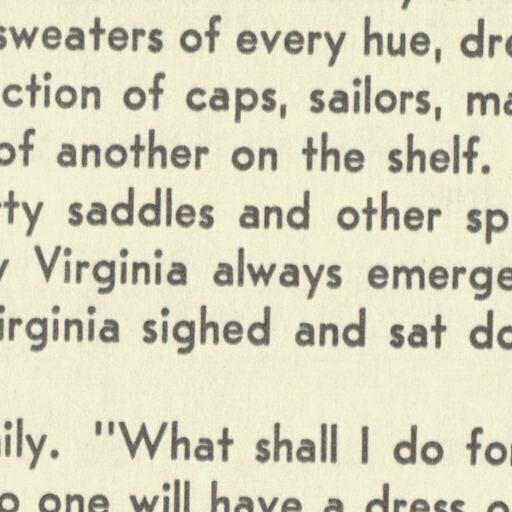 sweaters of every hue, dre
ction of caps, sailors, ma
of another on the shelf.
ty saddles and other sp
y Virginia always emerge
irginia sighed and sat do
ily. "What shall I do for
o one will have a dress o